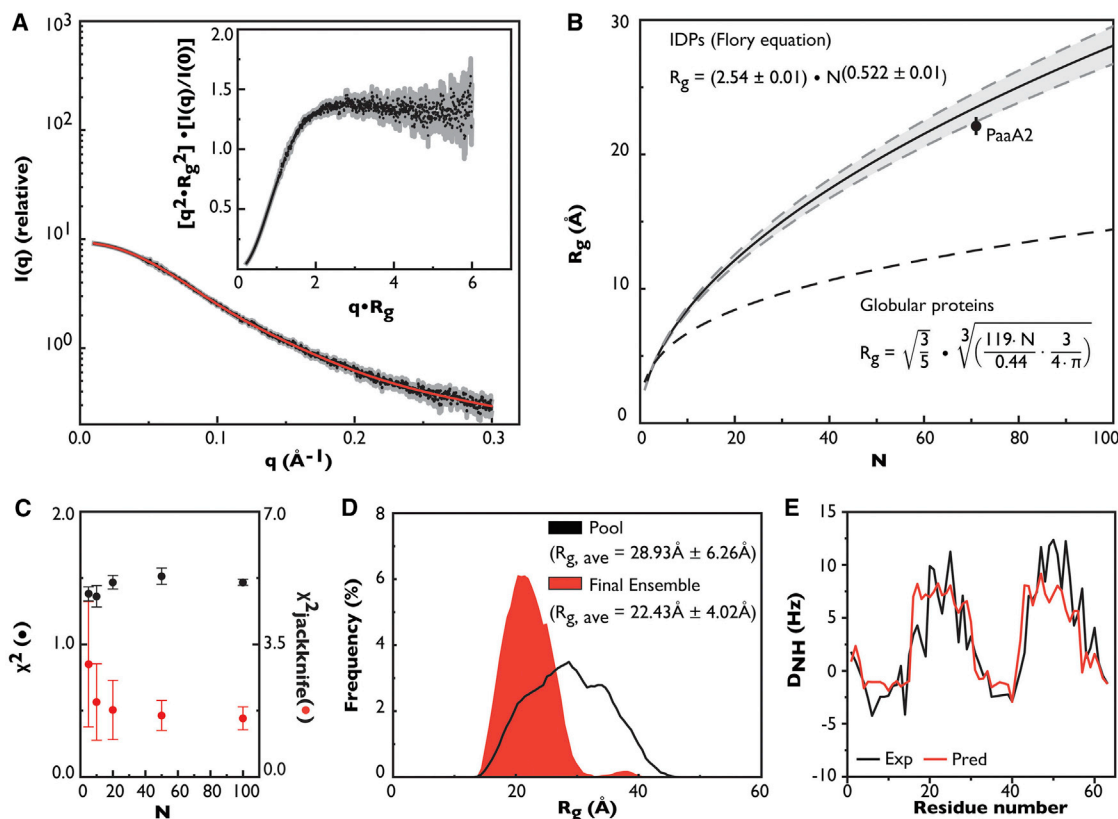 A
10³
10²
10¹
10⁰
I(q) (relative)
0.0
0.1
0.2
0.3
q (Å⁻¹)
2.0
1.5
1.0
0.5
[q²•Rg²]•[I(q)/I(0)]
0
2
4
6
q•Rg
B
30
20
10
0
Rg (Å)
IDPs (Flory equation)
Rg = (2.54 ± 0.01) • N(0.522 ± 0.01)
PaaA2
Globular proteins
Rg = √3/5 • ³√(119· N/0.44 · 3/4·π)
0
20
40
60
80
100
N
C
2.0
1.0
0.0
χ² (●)
7.0
3.5
0.0
χ²jackknife(●)
0
20
40
60
80
100
N
D
8
6
4
2
0
Frequency (%)
Pool
(Rg, ave = 28.93Å ± 6.26Å)
Final Ensemble
(Rg, ave = 22.43Å ± 4.02Å)
0
20
40
60
Rg (Å)
E
15
10
5
0
-5
-10
DNH (Hz)
Exp
Pred
0
20
40
60
Residue number